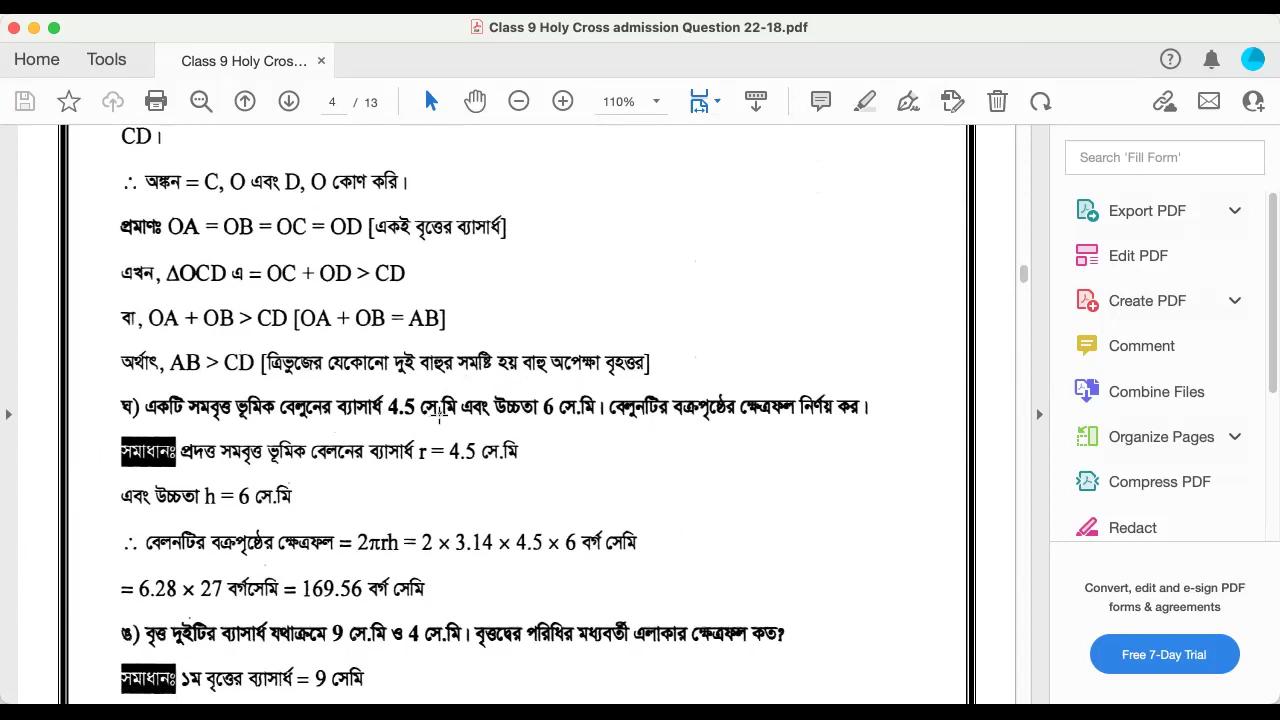 Class 9 Holy Cross admission Question 22-18.pdf
Home Tools Class 9 Holy Cros... ×
4 / 13 110%
CD।
∴ অঙ্কন = C, O এবং D, O কোণ করি।
প্রমাণঃ OA = OB = OC = OD [একই বৃত্তের ব্যাসার্ধ]
এখন, ΔOCD এ = OC + OD > CD
বা, OA + OB > CD [OA + OB = AB]
অর্থাৎ, AB > CD [ত্রিভুজের যেকোনো দুই বাহুর সমষ্টি হয় বাহু অপেক্ষা বৃহত্তর]
ঘ) একটি সমবৃত্ত ভূমিক বেলুনের ব্যাসার্ধ 4.5 সে.মি এবং উচ্চতা 6 সে.মি। বেলুনটির বক্রপৃষ্ঠের ক্ষেত্রফল নির্ণয় কর।
সমাধানঃ প্রদত্ত সমবৃত্ত ভূমিক বেলনের ব্যাসার্ধ r = 4.5 সে.মি
এবং উচ্চতা h = 6 সে.মি
∴ বেলনটির বক্রপৃষ্ঠের ক্ষেত্রফল = 2πrh = 2 × 3.14 × 4.5 × 6 বর্গ সেমি
= 6.28 × 27 বর্গসেমি = 169.56 বর্গ সেমি
ঙ) বৃত্ত দুইটির ব্যাসার্ধ যথাক্রমে 9 সে.মি ও 4 সে.মি। বৃত্তদ্বের পরিধির মধ্যবর্তী এলাকার ক্ষেত্রফল কত?
সমাধানঃ ১ম বৃত্তের ব্যাসার্ধ = 9 সেমি
Search 'Fill Form'
Export PDF
Edit PDF
Create PDF
Comment
Combine Files
Organize Pages
Compress PDF
Redact
Convert, edit and e-sign PDF
forms & agreements
Free 7-Day Trial